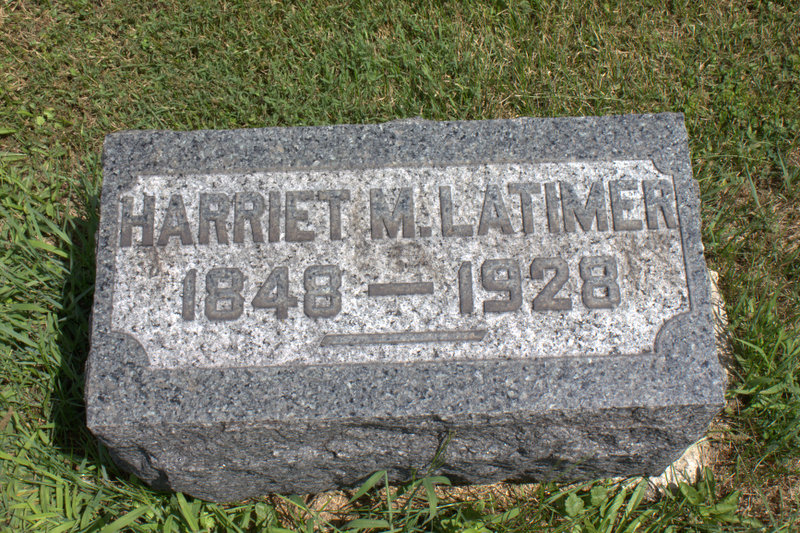 HARRIET M. LATIMER
1848 — 1928